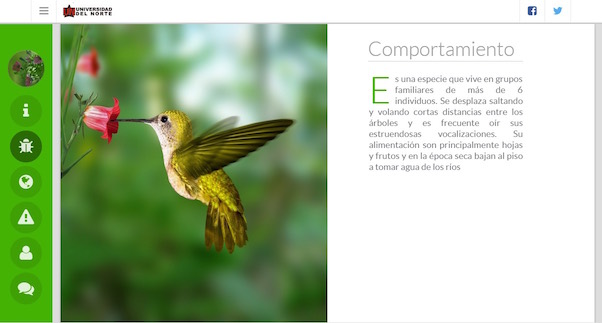 UNIVERSIDAD
DEL NORTE
Comportamiento
Es una especie que vive en grupos
familiares de más de 6
individuos. Se desplaza saltando
y volando cortas distancias entre los
árboles y es frecuente oir sus
estruendosas vocalizaciones. Su
alimentación son principalmente hojas
y frutos y en la época seca bajan al piso
a tomar agua de los ríos